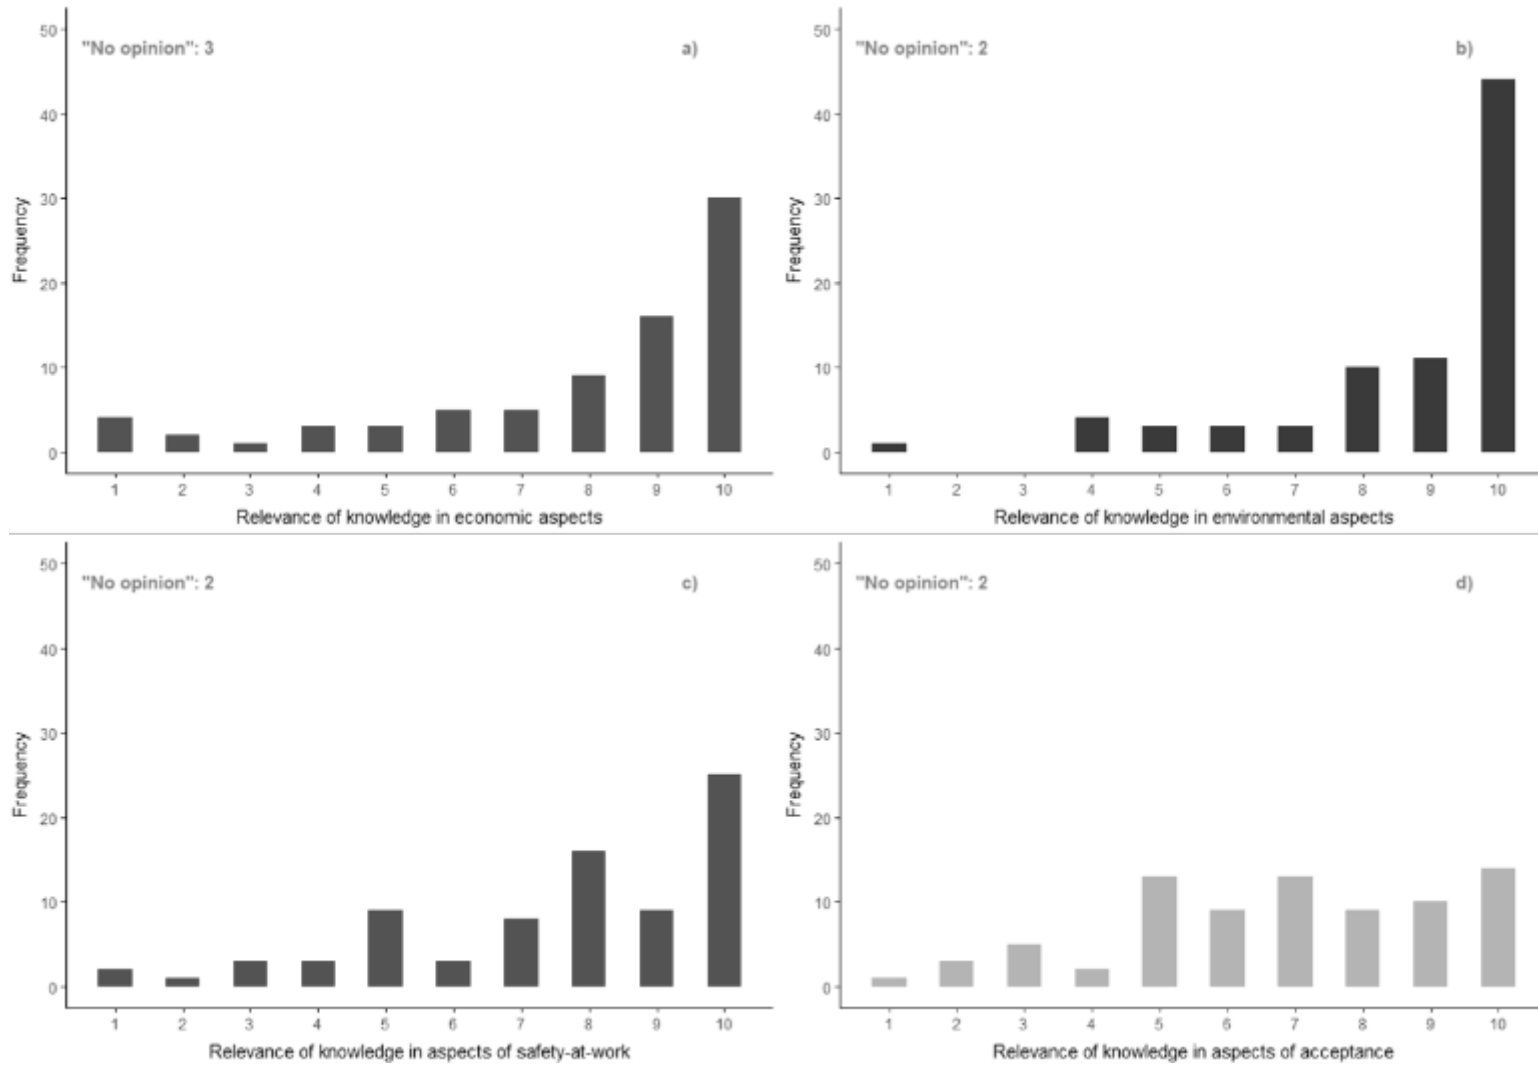 "No opinion": 3
a)
50
40
30
20
10
0
Frequency
1 2 3 4 5 6 7 8 9 10
Relevance of knowledge in economic aspects
"No opinion": 2
b)
50
40
30
20
10
0
Frequency
1 2 3 4 5 6 7 8 9 10
Relevance of knowledge in environmental aspects
"No opinion": 2
c)
50
40
30
20
10
0
Frequency
1 2 3 4 5 6 7 8 9 10
Relevance of knowledge in aspects of safety-at-work
"No opinion": 2
d)
50
40
30
20
10
0
Frequency
1 2 3 4 5 6 7 8 9 10
Relevance of knowledge in aspects of acceptance